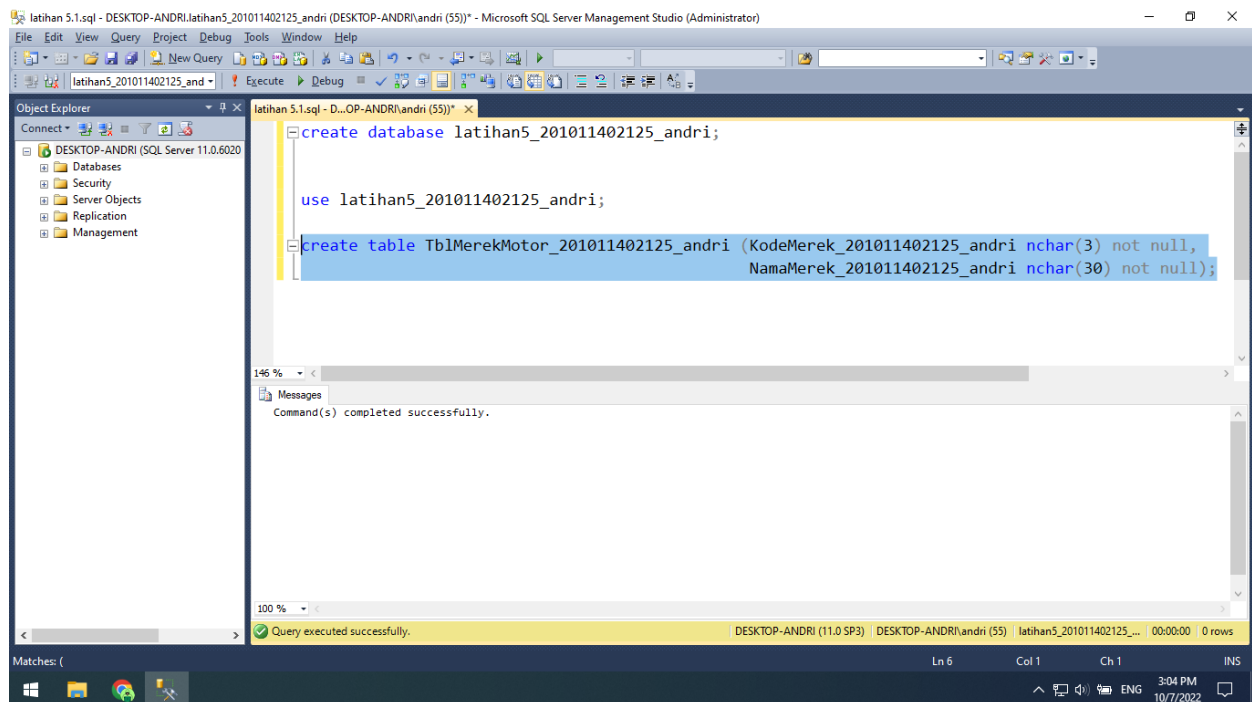 latihan 5.1.sql - DESKTOP-ANDRI.latihan5_201011402125_andri (DESKTOP-ANDRI\andri (55))* - Microsoft SQL Server Management Studio (Administrator)
File Edit View Query Project Debug Tools Window Help
New Query
latihan5_201011402125_and Execute Debug
Object Explorer
latihan 5.1.sql - D...OP-ANDRI\andri (55))*
Connect
DESKTOP-ANDRI (SQL Server 11.0.6020
Databases
Security
Server Objects
Replication
Management
create database latihan5_201011402125_andri;
use latihan5_201011402125_andri;
create table TblMerekMotor_201011402125_andri (KodeMerek_201011402125_andri nchar(3) not null,
NamaMerek_201011402125_andri nchar(30) not null);
146 %
Messages
Command(s) completed successfully.
100 %
Query executed successfully. DESKTOP-ANDRI (11.0 SP3) DESKTOP-ANDRI\andri (55) latihan5_201011402125_... 00:00:00 0 rows
Matches: ( Ln 6 Col 1 Ch 1 INS
ENG
3:04 PM
10/7/2022